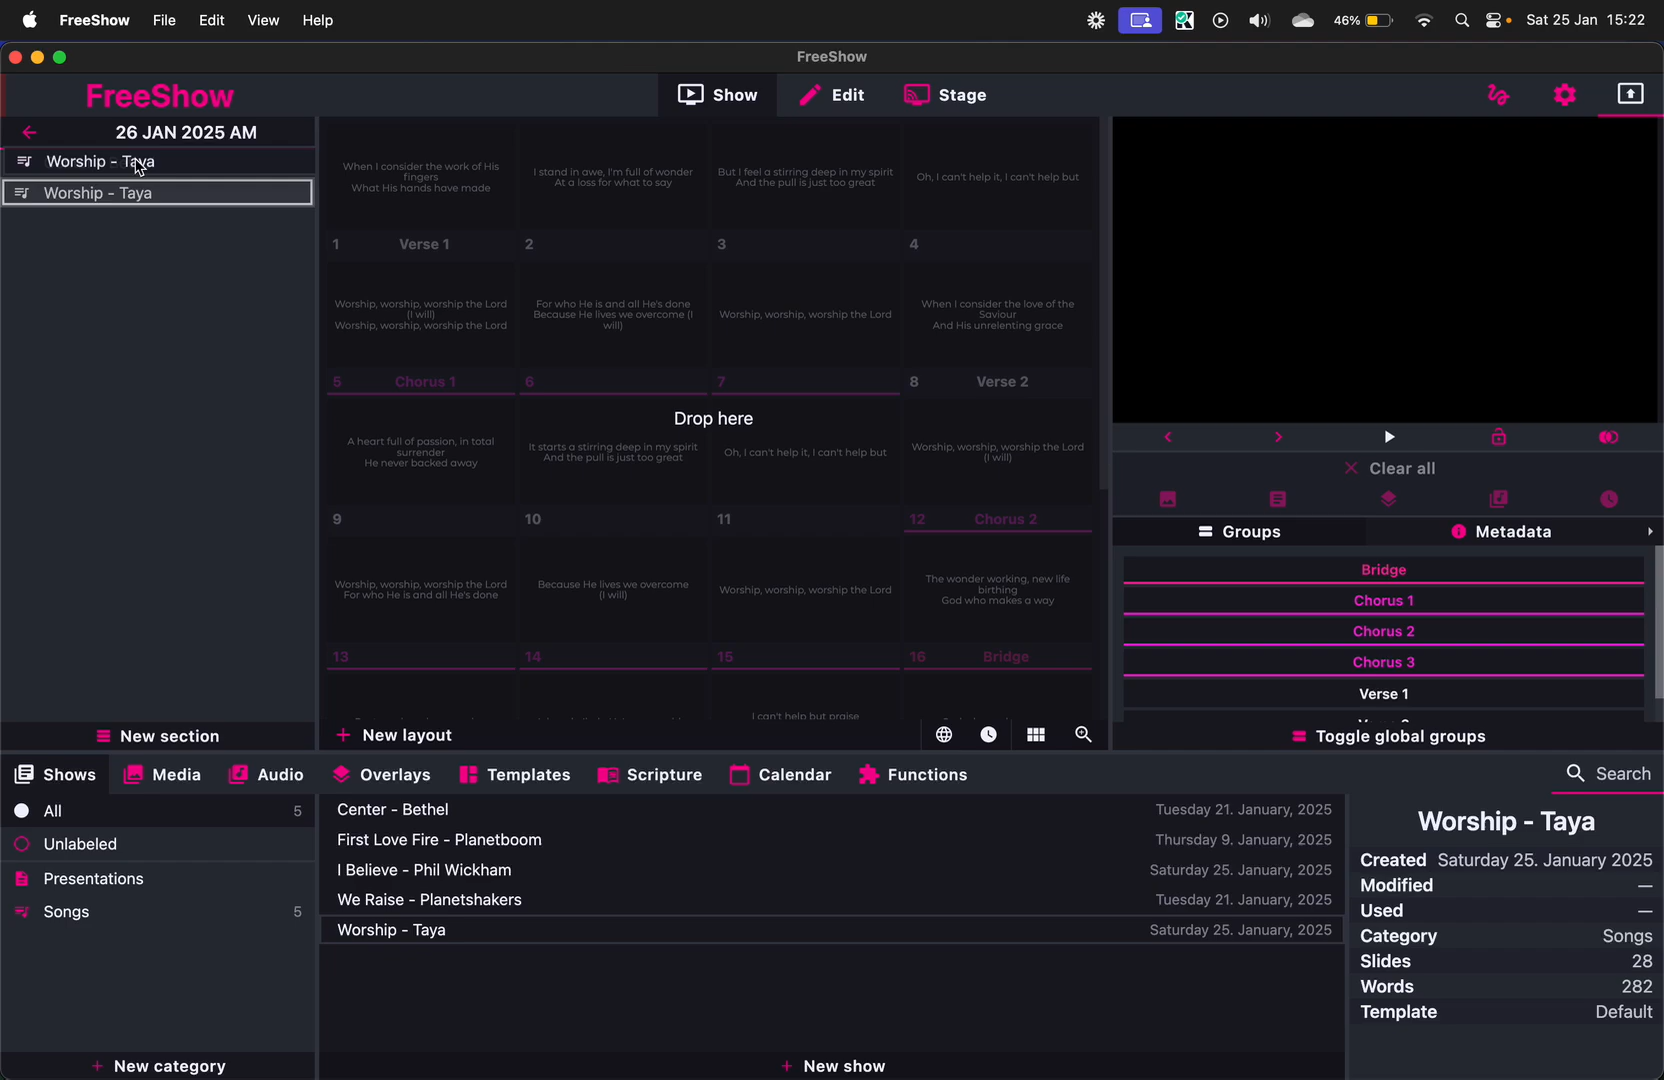 FreeShow File Edit View Help 46% Sat 25 Jan 15:22
FreeShow
FreeShow Show Edit Stage
26 JAN 2025 AM
Worship - Taya
Worship - Taya
New section
When I consider the work of His
fingers
What His hands have made
I stand in awe, I'm full of wonder
At a loss for what to say
But I feel a stirring deep in my spirit
And the pull is just too great
Oh, I can't help it, I can't help but
1 Verse 1 2 3 4
Worship, worship, worship the Lord
(I will)
Worship, worship, worship the Lord
For who He is and all He's done
Because He lives we overcome (I
will)
Worship, worship, worship the Lord
When I consider the love of the
Saviour
And His unrelenting grace
5 Chorus 1 6 7 8 Verse 2
Drop here
A heart full of passion, in total
surrender
He never backed away
It starts a stirring deep in my spirit
And the pull is just too great
Oh, I can't help it, I can't help but
Worship, worship, worship the Lord
(I will)
9 10 11 12 Chorus 2
Worship, worship, worship the Lord
For who He is and all He's done
Because He lives we overcome
(I will)
Worship, worship, worship the Lord
The wonder working, new life
birthing
God who makes a way
13 14 15 16 Bridge
I can't help but praise
New layout
Clear all
Groups Metadata
Bridge
Chorus 1
Chorus 2
Chorus 3
Verse 1
Toggle global groups
Shows Media Audio Overlays Templates Scripture Calendar Functions Search
All 5
Unlabeled
Presentations
Songs 5
New category
Center - Bethel Tuesday 21. January, 2025
First Love Fire - Planetboom Thursday 9. January, 2025
I Believe - Phil Wickham Saturday 25. January, 2025
We Raise - Planetshakers Tuesday 21. January, 2025
Worship - Taya Saturday 25. January, 2025
New show
Worship - Taya
Created Saturday 25. January 2025
Modified —
Used —
Category Songs
Slides 28
Words 282
Template Default